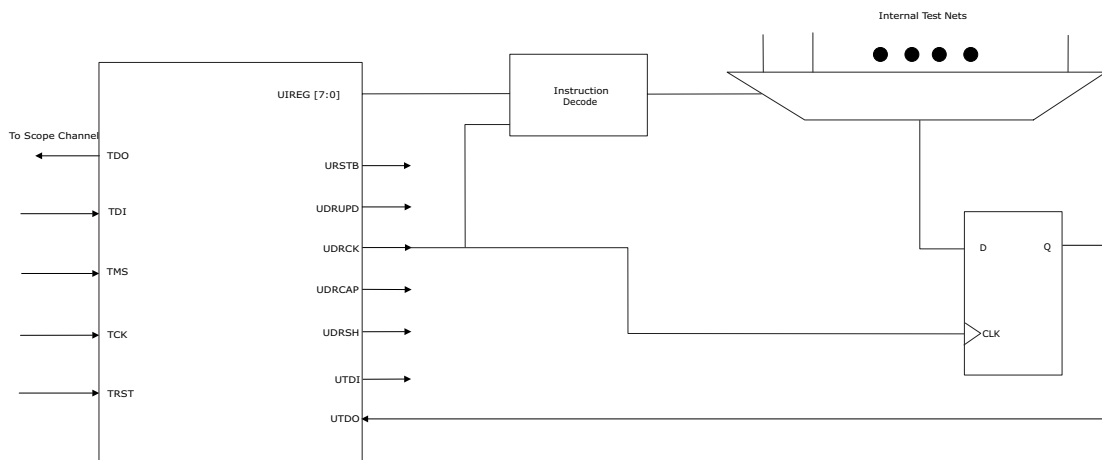 Internal Test Nets
UIREG [7:0]
Instruction
Decode
To Scope Channel
TDO
URSTB
TDI
UDRUPD
UDRCK
D
Q
TMS
UDRCAP
TCK
UDRSH
CLK
UTDI
TRST
UTDO